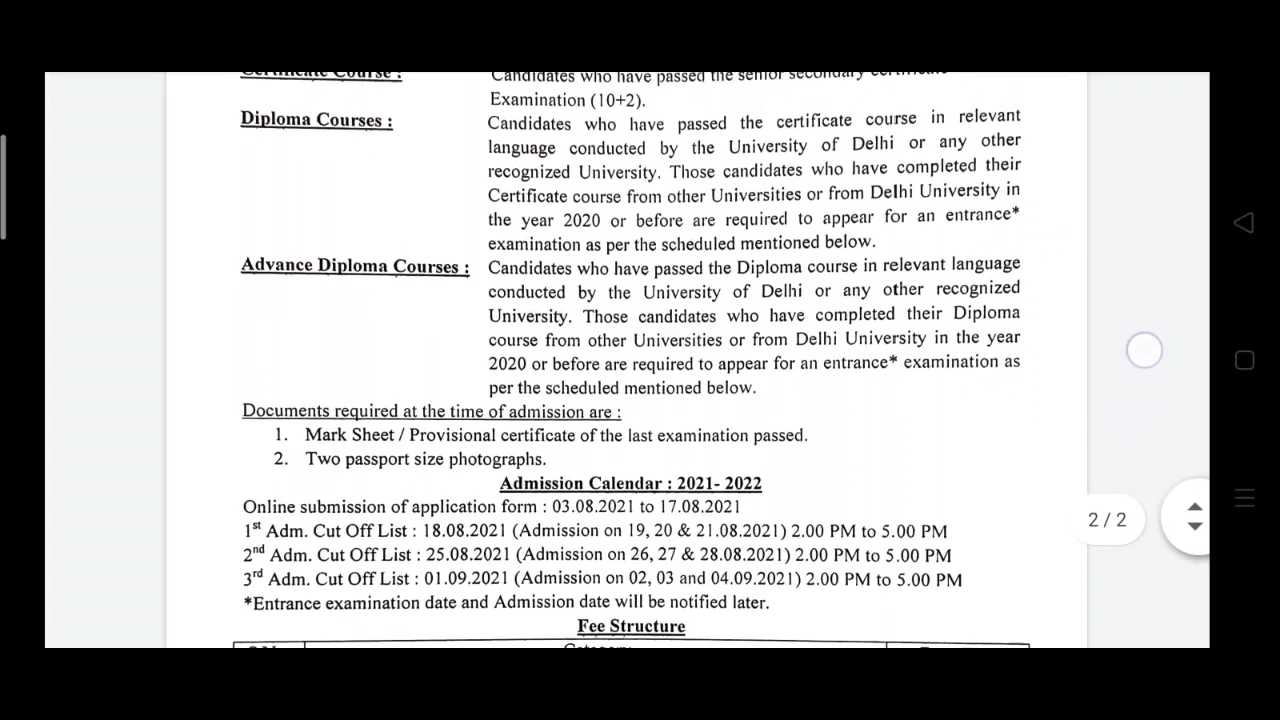 Certificate Course :
Candidates who have passed the senior secondary certificate
Examination (10+2).
Diploma Courses :
Candidates who have passed the certificate course in relevant
language conducted by the University of Delhi or any other
recognized University. Those candidates who have completed their
Certificate course from other Universities or from Delhi University in
the year 2020 or before are required to appear for an entrance*
examination as per the scheduled mentioned below.
Advance Diploma Courses :
Candidates who have passed the Diploma course in relevant language
conducted by the University of Delhi or any other recognized
University. Those candidates who have completed their Diploma
course from other Universities or from Delhi University in the year
2020 or before are required to appear for an entrance* examination as
per the scheduled mentioned below.
Documents required at the time of admission are :
1. Mark Sheet / Provisional certificate of the last examination passed.
2. Two passport size photographs.
Admission Calendar : 2021- 2022
Online submission of application form : 03.08.2021 to 17.08.2021
1st Adm. Cut Off List : 18.08.2021 (Admission on 19, 20 & 21.08.2021) 2.00 PM to 5.00 PM
2nd Adm. Cut Off List : 25.08.2021 (Admission on 26, 27 & 28.08.2021) 2.00 PM to 5.00 PM
3rd Adm. Cut Off List : 01.09.2021 (Admission on 02, 03 and 04.09.2021) 2.00 PM to 5.00 PM
*Entrance examination date and Admission date will be notified later.
Fee Structure
2 / 2